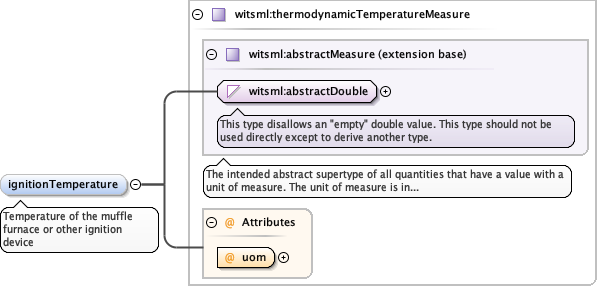 witsml:thermodynamicTemperatureMeasure
witsml:abstractMeasure (extension base)
witsml:abstractDouble
This type disallows an "empty" double value. This type should not be
used directly except to derive another type.
The intended abstract supertype of all quantities that have a value with a
unit of measure. The unit of measure is in...
ignitionTemperature
Temperature of the muffle
furnace or other ignition
device
@ Attributes
@ uom